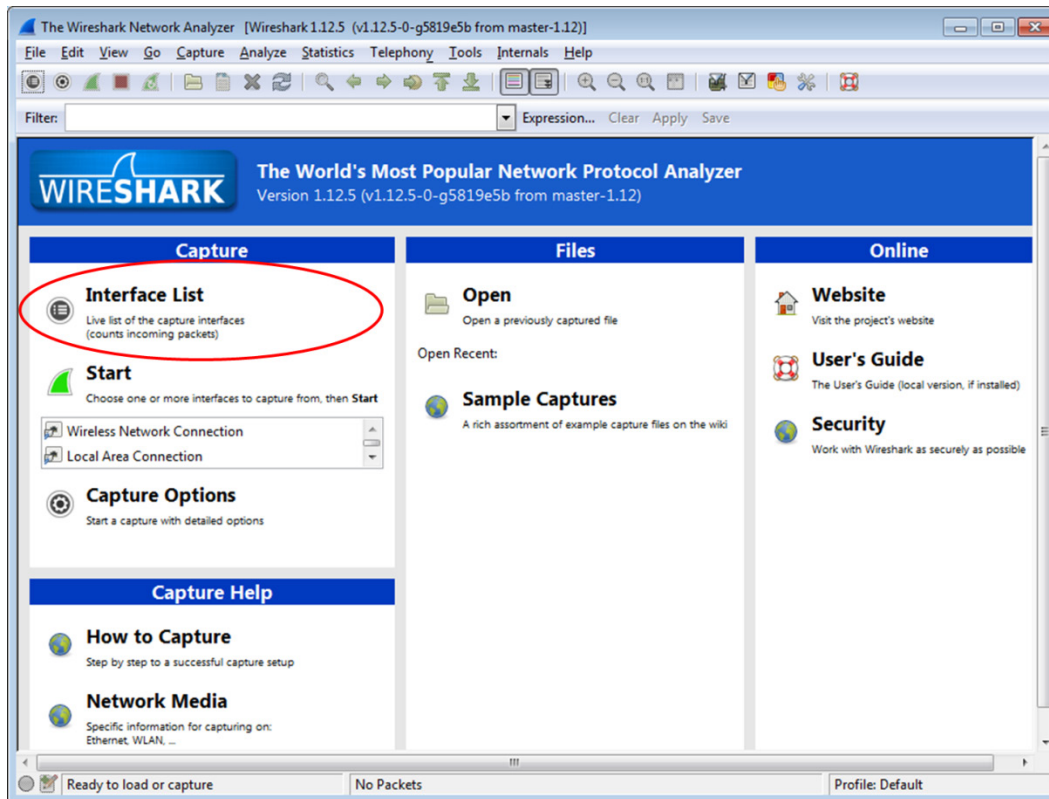 The Wireshark Network Analyzer [Wireshark 1.12.5 (v1.12.5-0-g5819e5b from master-1.12)]
File Edit View Go Capture Analyze Statistics Telephony Tools Internals Help
Filter: Expression... Clear Apply Save
WIRESHARK
The World's Most Popular Network Protocol Analyzer
Version 1.12.5 (v1.12.5-0-g5819e5b from master-1.12)
Capture
Interface List
Live list of the capture interfaces
(counts incoming packets)
Start
Choose one or more interfaces to capture from, then Start
Wireless Network Connection
Local Area Connection
Capture Options
Start a capture with detailed options
Capture Help
How to Capture
Step by step to a successful capture setup
Network Media
Specific information for capturing on:
Ethernet, WLAN, ...
Files
Open
Open a previously captured file
Open Recent:
Sample Captures
A rich assortment of example capture files on the wiki
Online
Website
Visit the project's website
User's Guide
The User's Guide (local version, if installed)
Security
Work with Wireshark as securely as possible
Ready to load or capture No Packets Profile: Default